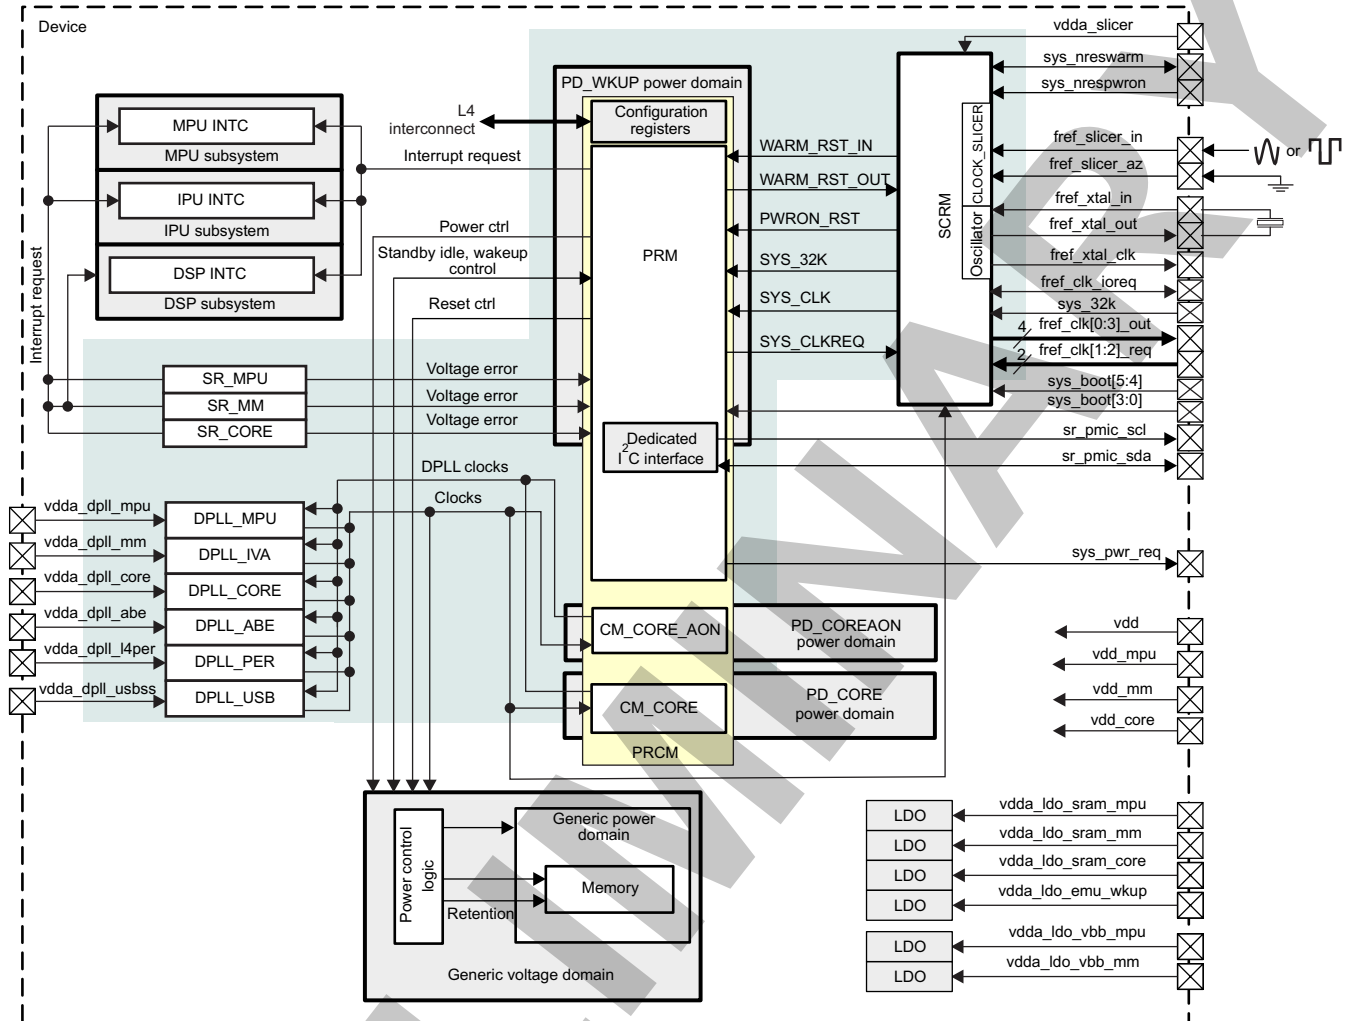 Device
vdda_slicer
sys_nreswarm
sys_nrespwron
fref_slicer_in
or
fref_slicer_az
fref_xtal_in
fref_xtal_out
fref_xtal_clk
fref_clk_ioreq
sys_32k
4
fref_clk[0:3]_out
2
fref_clk[1:2]_req
sys_boot[5:4]
sys_boot[3:0]
sr_pmic_scl
sr_pmic_sda
sys_pwr_req
vdd
vdd_mpu
vdd_mm
vdd_core
SCRM
CLOCK_SLICER
Oscillator
PD_WKUP power domain
L4
interconnect
Configuration
registers
PRM
WARM_RST_IN
WARM_RST_OUT
PWRON_RST
SYS_32K
SYS_CLK
SYS_CLKREQ
MPU INTC
MPU subsystem
IPU INTC
IPU subsystem
DSP INTC
DSP subsystem
Interrupt request
Interrupt request
Power ctrl
Standby idle, wakeup
control
Reset ctrl
SR_MPU
Voltage error
SR_MM
Voltage error
SR_CORE
Voltage error
Dedicated
I2C interface
DPLL clocks
Clocks
vdda_dpll_mpu
DPLL_MPU
vdda_dpll_mm
DPLL_IVA
vdda_dpll_core
DPLL_CORE
vdda_dpll_abe
DPLL_ABE
vdda_dpll_l4per
DPLL_PER
vdda_dpll_usbss
DPLL_USB
CM_CORE_AON
PD_COREAON
power domain
CM_CORE
PD_CORE
power domain
PRCM
Power control
logic
Generic power
domain
Memory
Retention
Generic voltage domain
LDO
vdda_ldo_sram_mpu
LDO
vdda_ldo_sram_mm
LDO
vdda_ldo_sram_core
LDO
vdda_ldo_emu_wkup
LDO
vdda_ldo_vbb_mpu
LDO
vdda_ldo_vbb_mm
LIMINARY